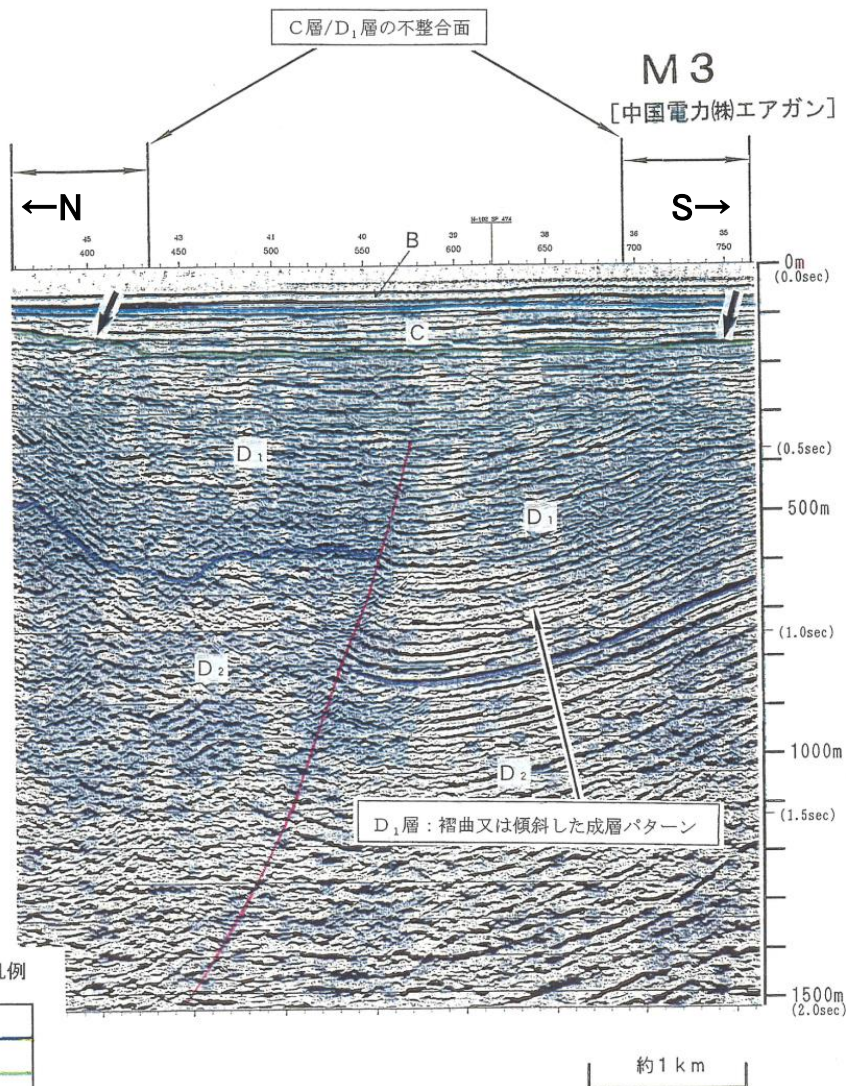 C層/D₁層の不整合面
M3
[中国電力㈱エアガン]
←N
S→
45 43 41 40 39 38 36 35
400 450 500 550 600 650 700 750
B
0m
(0.0sec)
C
D₁
(0.5sec)
500m
D₁
(1.0sec)
D₂
1000m
D₂
(1.5sec)
D₁層：褶曲又は傾斜した成層パターン
1500m
(2.0sec)
例
約1km